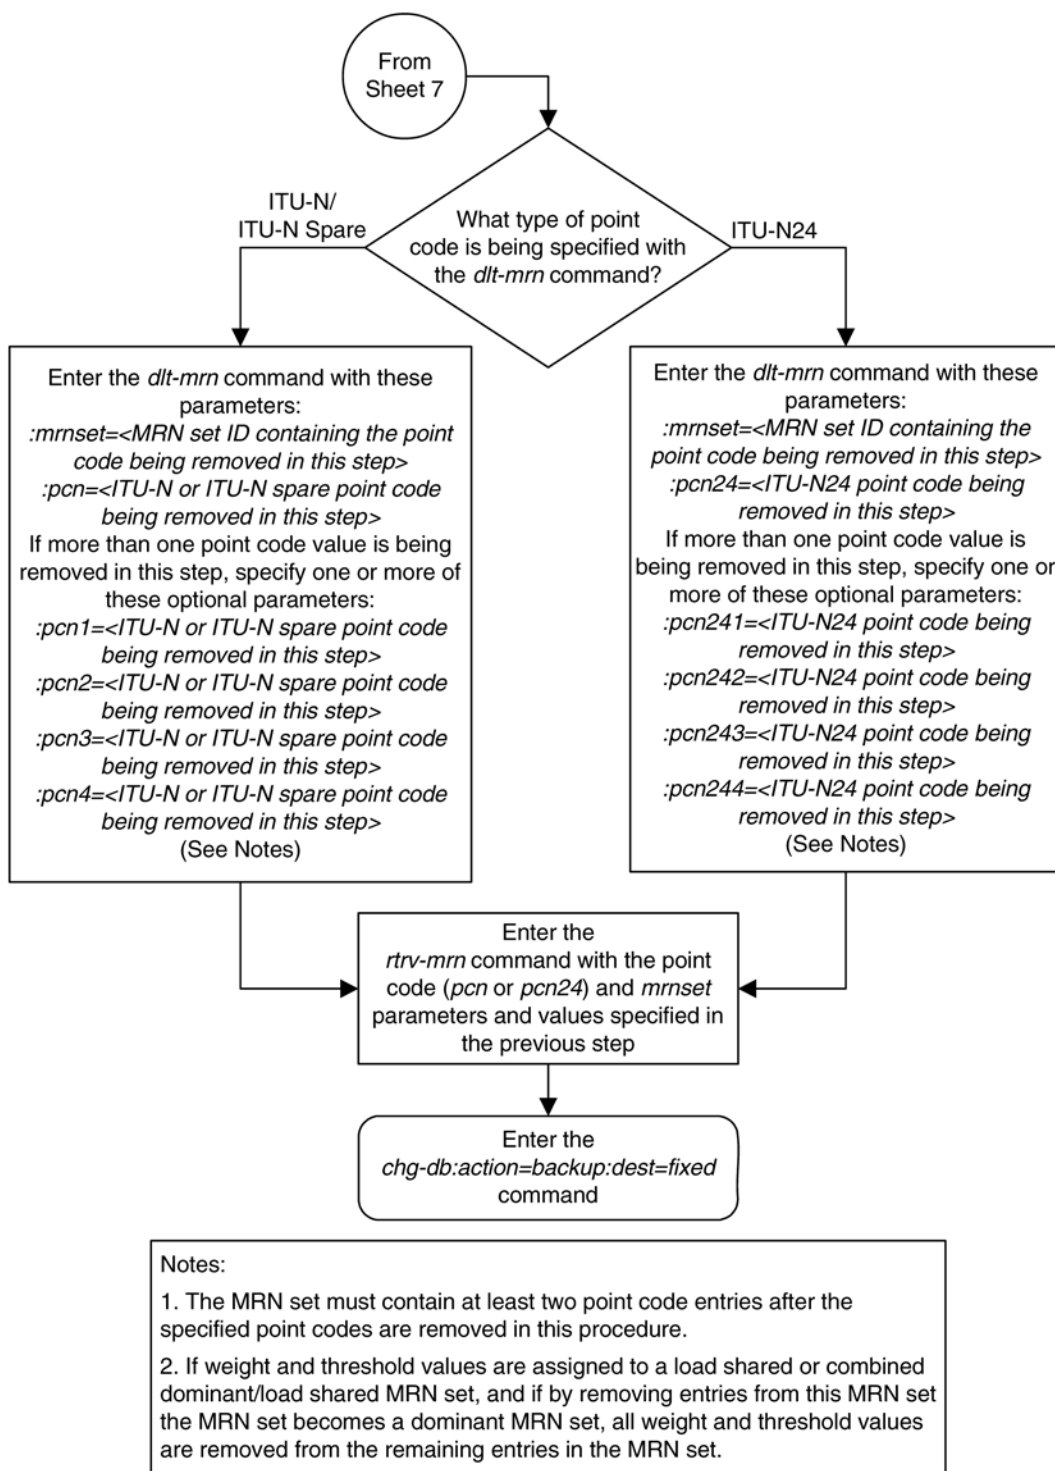 From
Sheet 7
What type of point
code is being specified with
the dlt-mrn command?
ITU-N/
ITU-N Spare
ITU-N24
Enter the dlt-mrn command with these
parameters:
:mrnset=<MRN set ID containing the point
code being removed in this step>
:pcn=<ITU-N or ITU-N spare point code
being removed in this step>
If more than one point code value is being
removed in this step, specify one or more of
these optional parameters:
:pcn1=<ITU-N or ITU-N spare point code
being removed in this step>
:pcn2=<ITU-N or ITU-N spare point code
being removed in this step>
:pcn3=<ITU-N or ITU-N spare point code
being removed in this step>
:pcn4=<ITU-N or ITU-N spare point code
being removed in this step>
(See Notes)
Enter the dlt-mrn command with these
parameters:
:mrnset=<MRN set ID containing the
point code being removed in this step>
:pcn24=<ITU-N24 point code being
removed in this step>
If more than one point code value is
being removed in this step, specify one or
more of these optional parameters:
:pcn241=<ITU-N24 point code being
removed in this step>
:pcn242=<ITU-N24 point code being
removed in this step>
:pcn243=<ITU-N24 point code being
removed in this step>
:pcn244=<ITU-N24 point code being
removed in this step>
(See Notes)
Enter the
rtrv-mrn command with the point
code (pcn or pcn24) and mrnset
parameters and values specified in
the previous step
Enter the
chg-db:action=backup:dest=fixed
command
Notes:
1. The MRN set must contain at least two point code entries after the
specified point codes are removed in this procedure.
2. If weight and threshold values are assigned to a load shared or combined
dominant/load shared MRN set, and if by removing entries from this MRN set
the MRN set becomes a dominant MRN set, all weight and threshold values
are removed from the remaining entries in the MRN set.